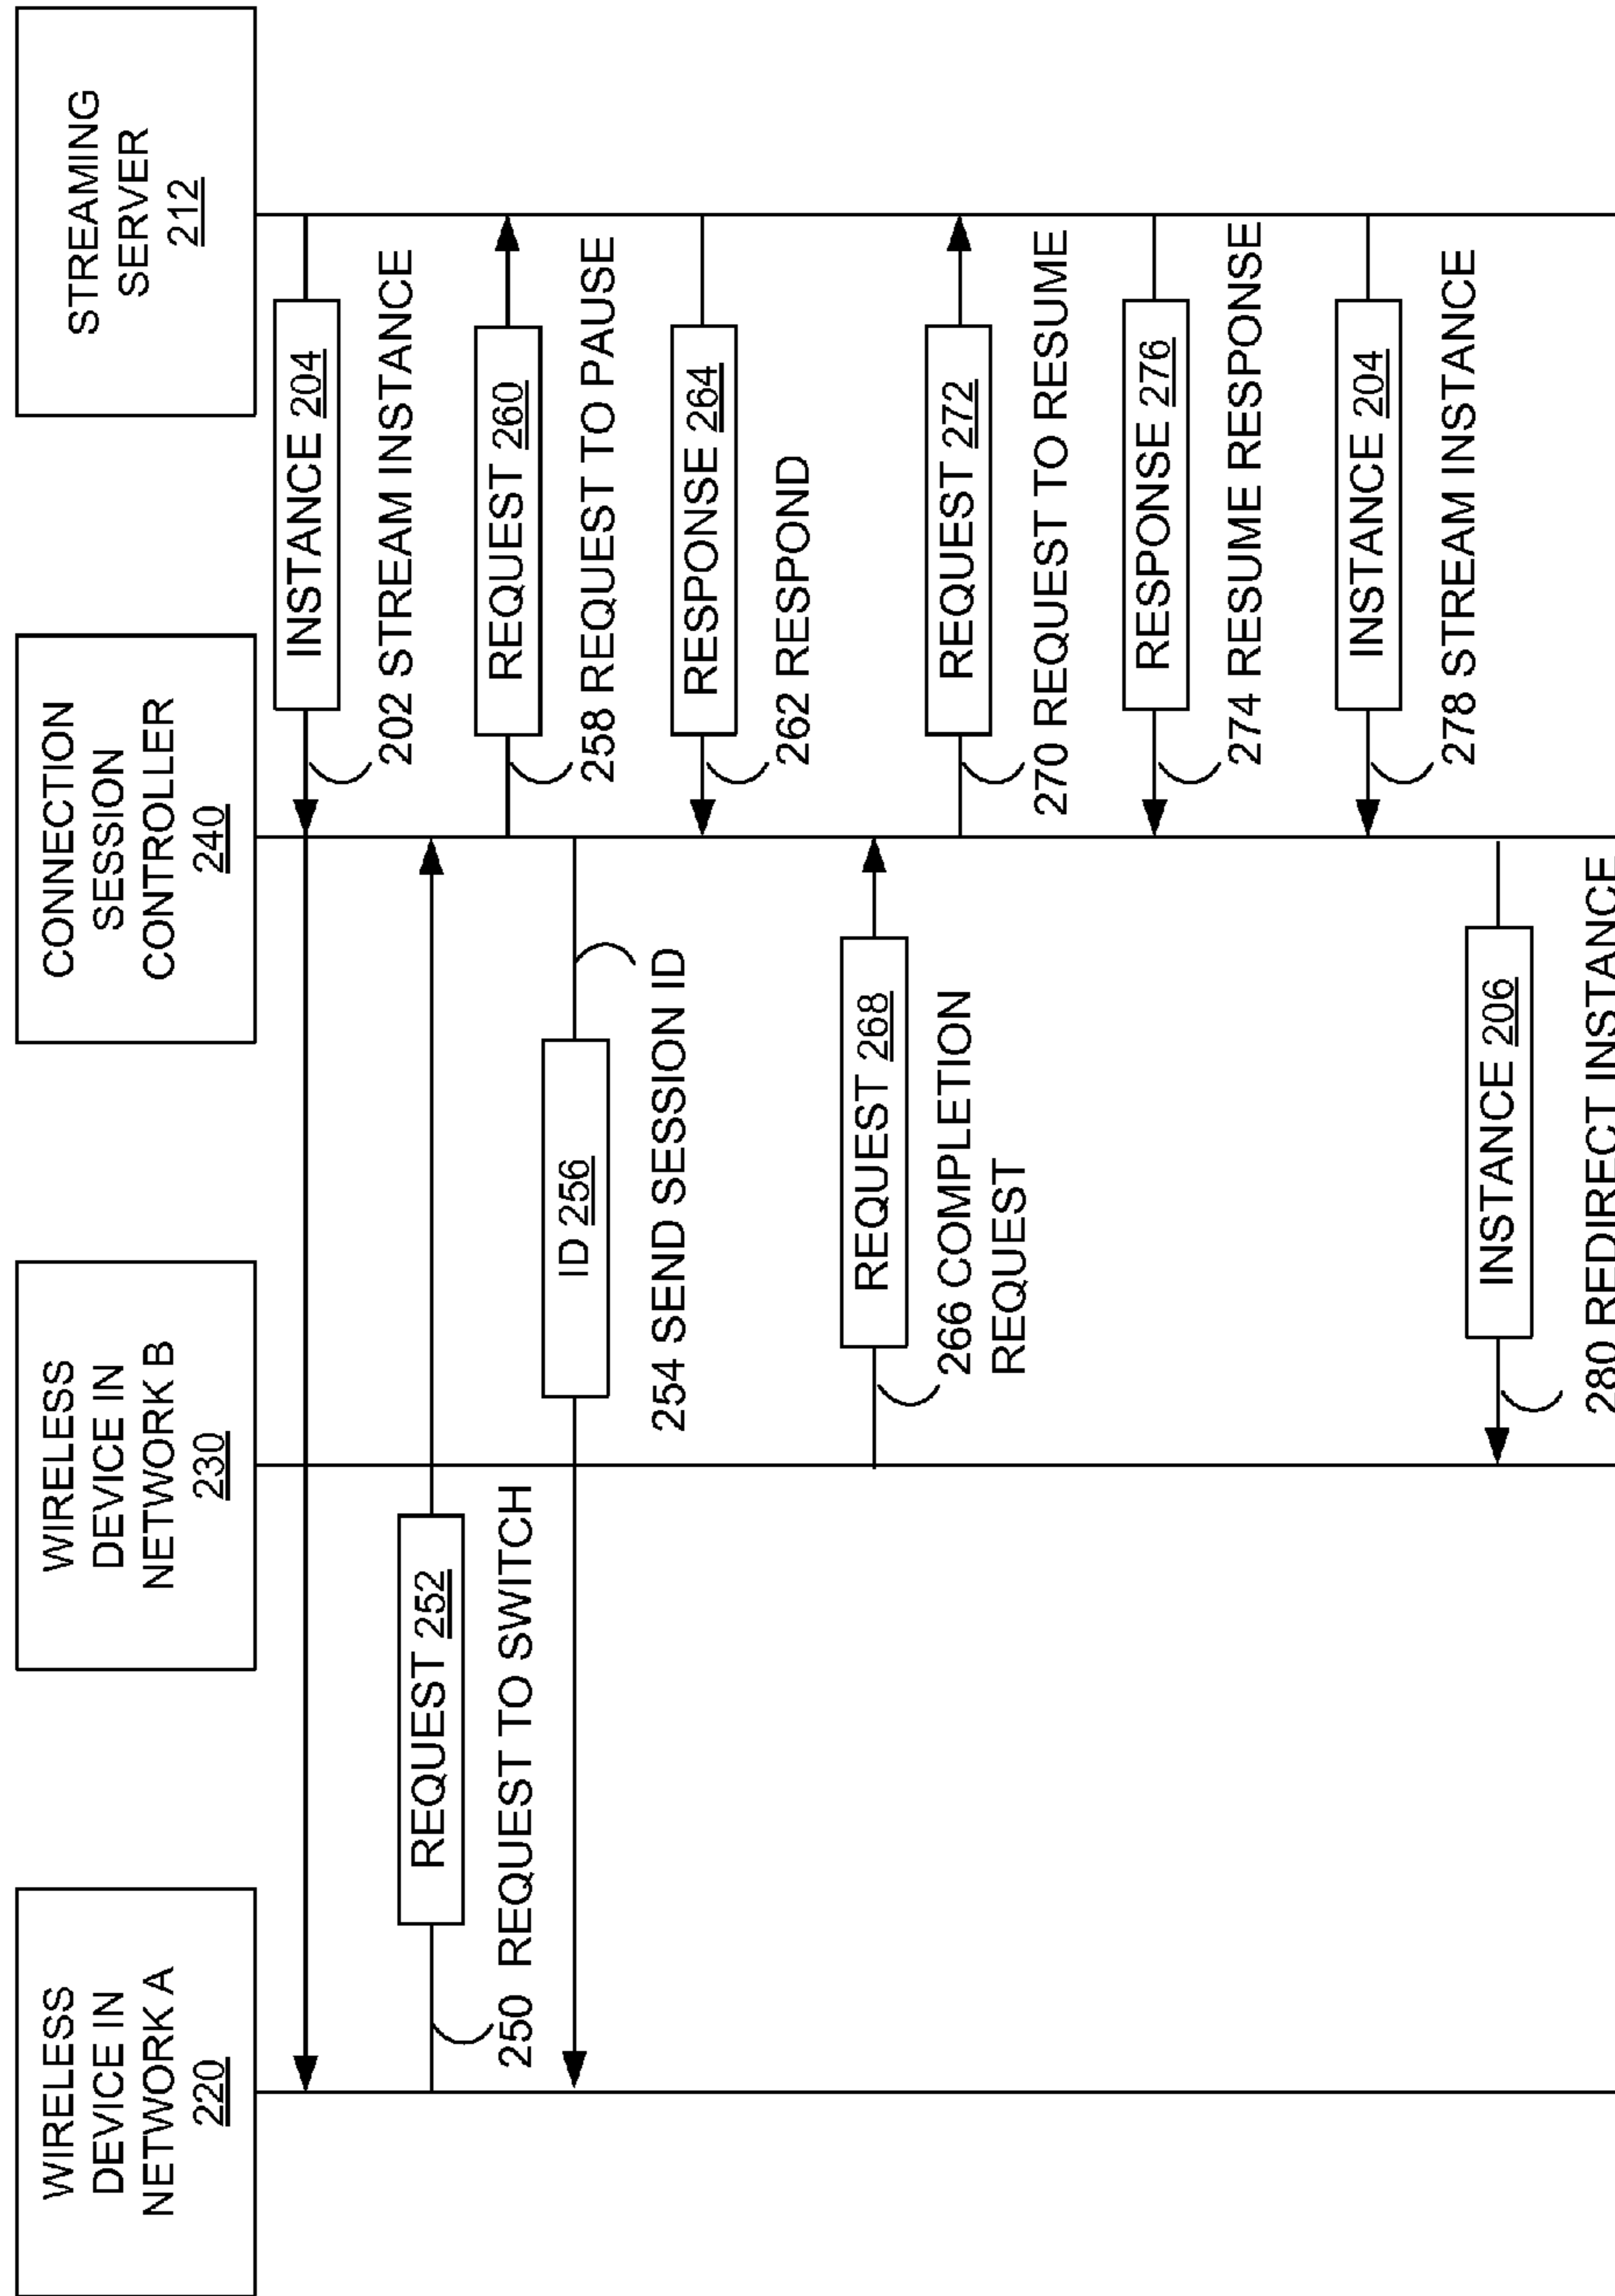 WIRELESS
DEVICE IN
NETWORK A
220
WIRELESS
DEVICE IN
NETWORK B
230
CONNECTION
SESSION
CONTROLLER
240
STREAMING
SERVER
212
INSTANCE 204
202 STREAM INSTANCE
REQUEST 252
250 REQUEST TO SWITCH
REQUEST 260
258 REQUEST TO PAUSE
ID 256
254 SEND SESSION ID
RESPONSE 264
262 RESPOND
REQUEST 268
266 COMPLETION
REQUEST
REQUEST 272
270 REQUEST TO RESUME
RESPONSE 276
274 RESUME RESPONSE
INSTANCE 204
278 STREAM INSTANCE
INSTANCE 206
280 REDIRECT INSTANCE